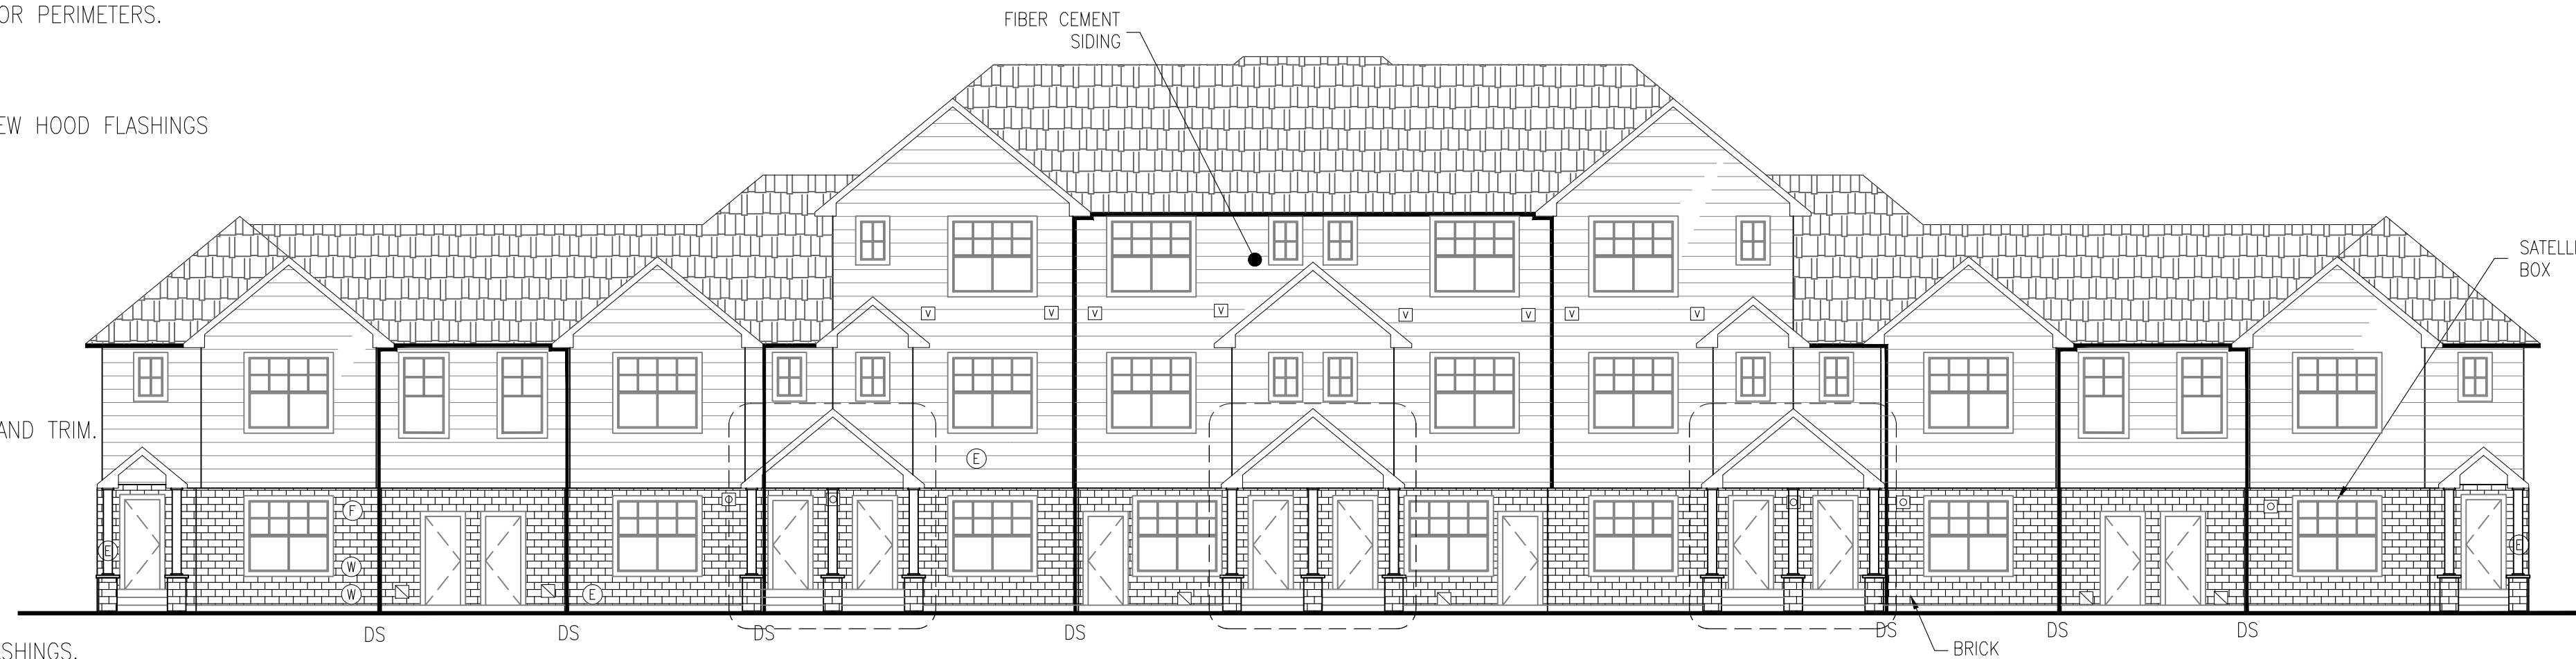 OR PERIMETERS.
FIBER CEMENT
SIDING
EW HOOD FLASHINGS
SATELLI
BOX
V
V
V
V
V
V
V
V
AND TRIM.
E
F
E
E
W
W
E
DS
DS
DS
DS
DS
DS
DS
BRICK
SHINGS.